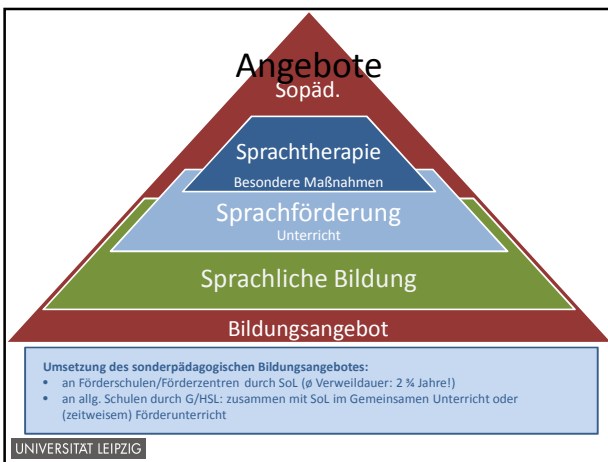 Angebote
Sopäd.
Sprachtherapie
Besondere Maßnahmen
Sprachförderung
Unterricht
Sprachliche Bildung
Bildungsangebot
Umsetzung des sonderpädagogischen Bildungsangebotes:
• an Förderschulen/Förderzentren durch SoL (ø Verweildauer: 2 ¾ Jahre!)
• an allg. Schulen durch G/HSL: zusammen mit SoL im Gemeinsamen Unterricht oder
(zeitweisem) Förderunterricht
UNIVERSITÄT LEIPZIG